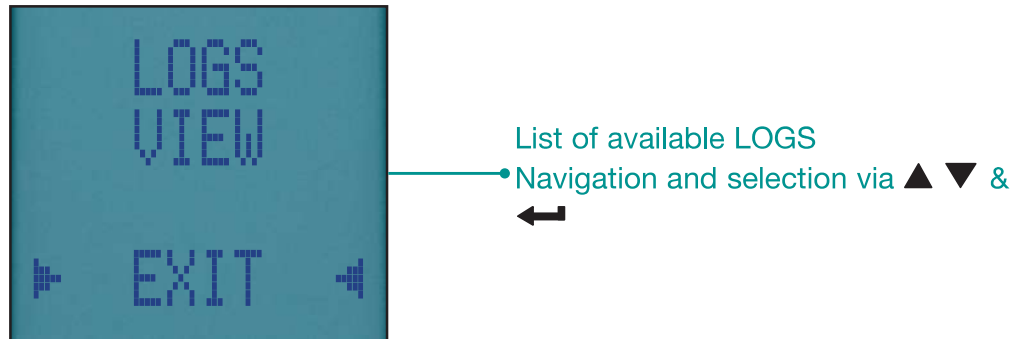 LOGS
VIEW
EXIT
List of available LOGS
Navigation and selection via ▲ ▼ &
↵